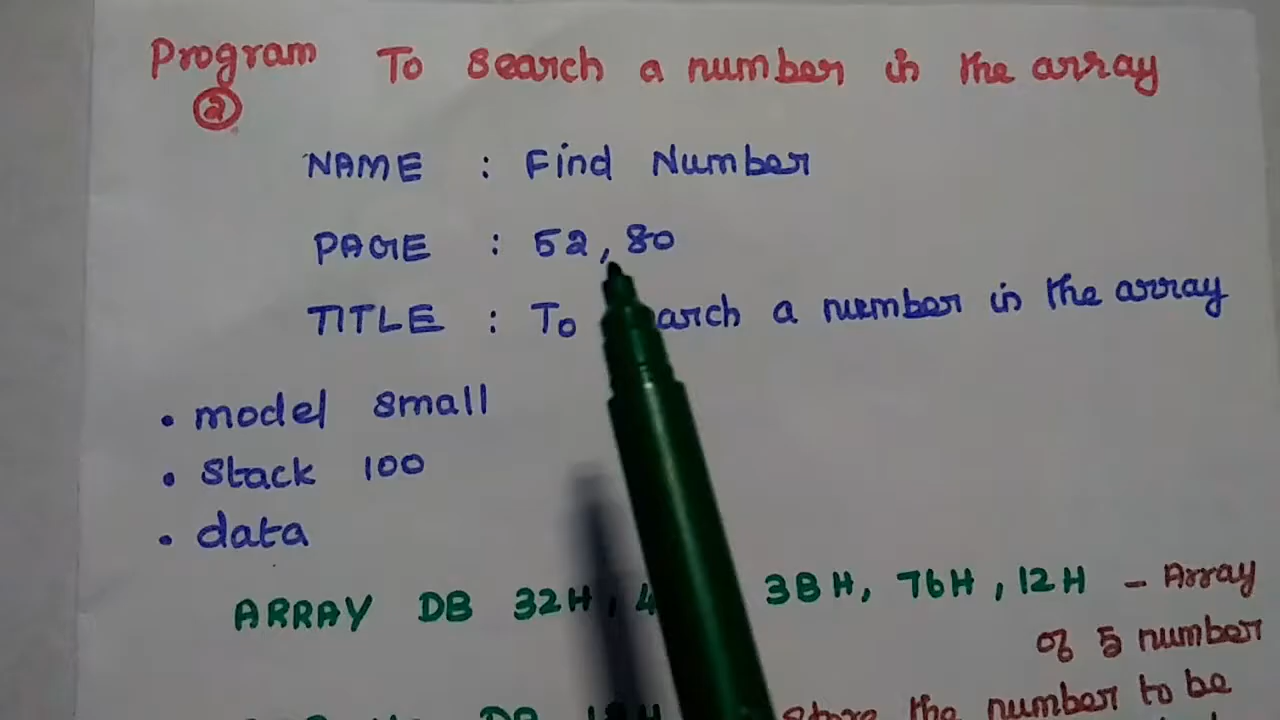 Program To Search a number in the array
②
NAME : Find Number
PAGE : 52, 80
TITLE : To a number in the array
. model small
. Stack 100
. data
ARRAY DB 32H, 3BH, 76H, 12H - Array
of 5 number
DB the number to be